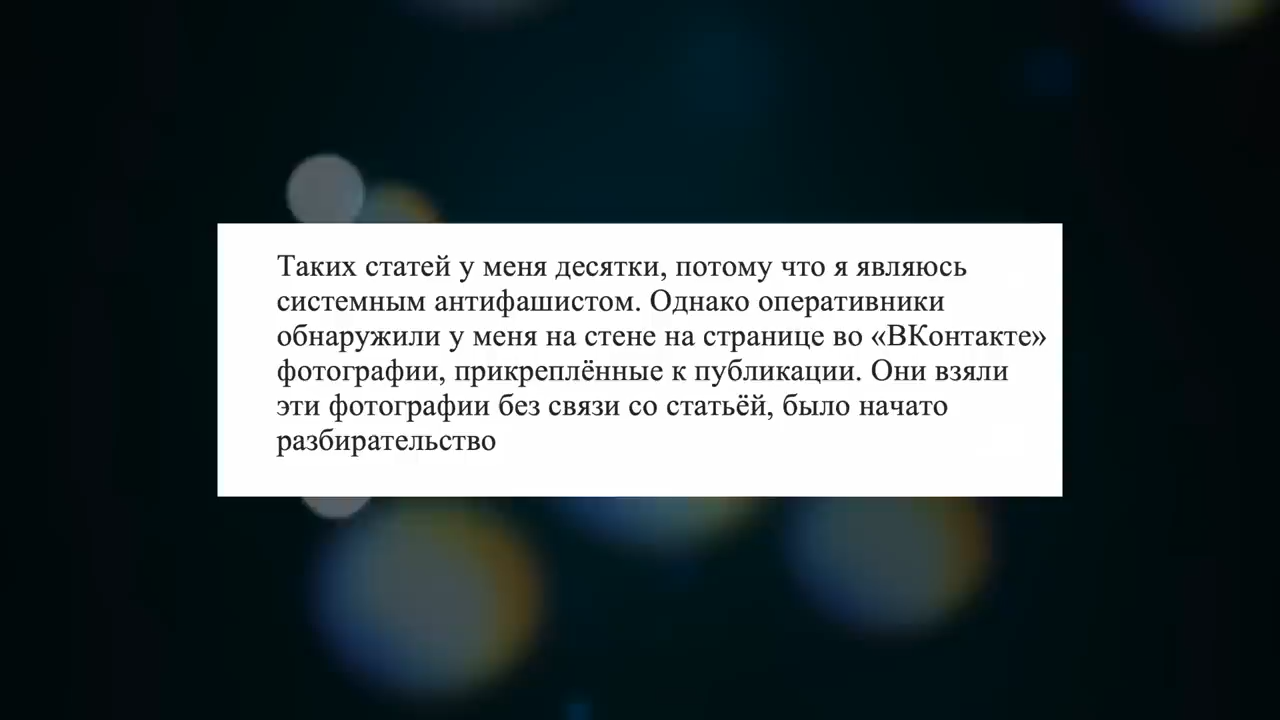 Таких статей у меня десятки, потому что я являюсь
системным антифашистом. Однако оперативники
обнаружили у меня на стене на странице во «ВКонтакте»
фотографии, прикреплённые к публикации. Они взяли
эти фотографии без связи со статьёй, было начато
разбирательство